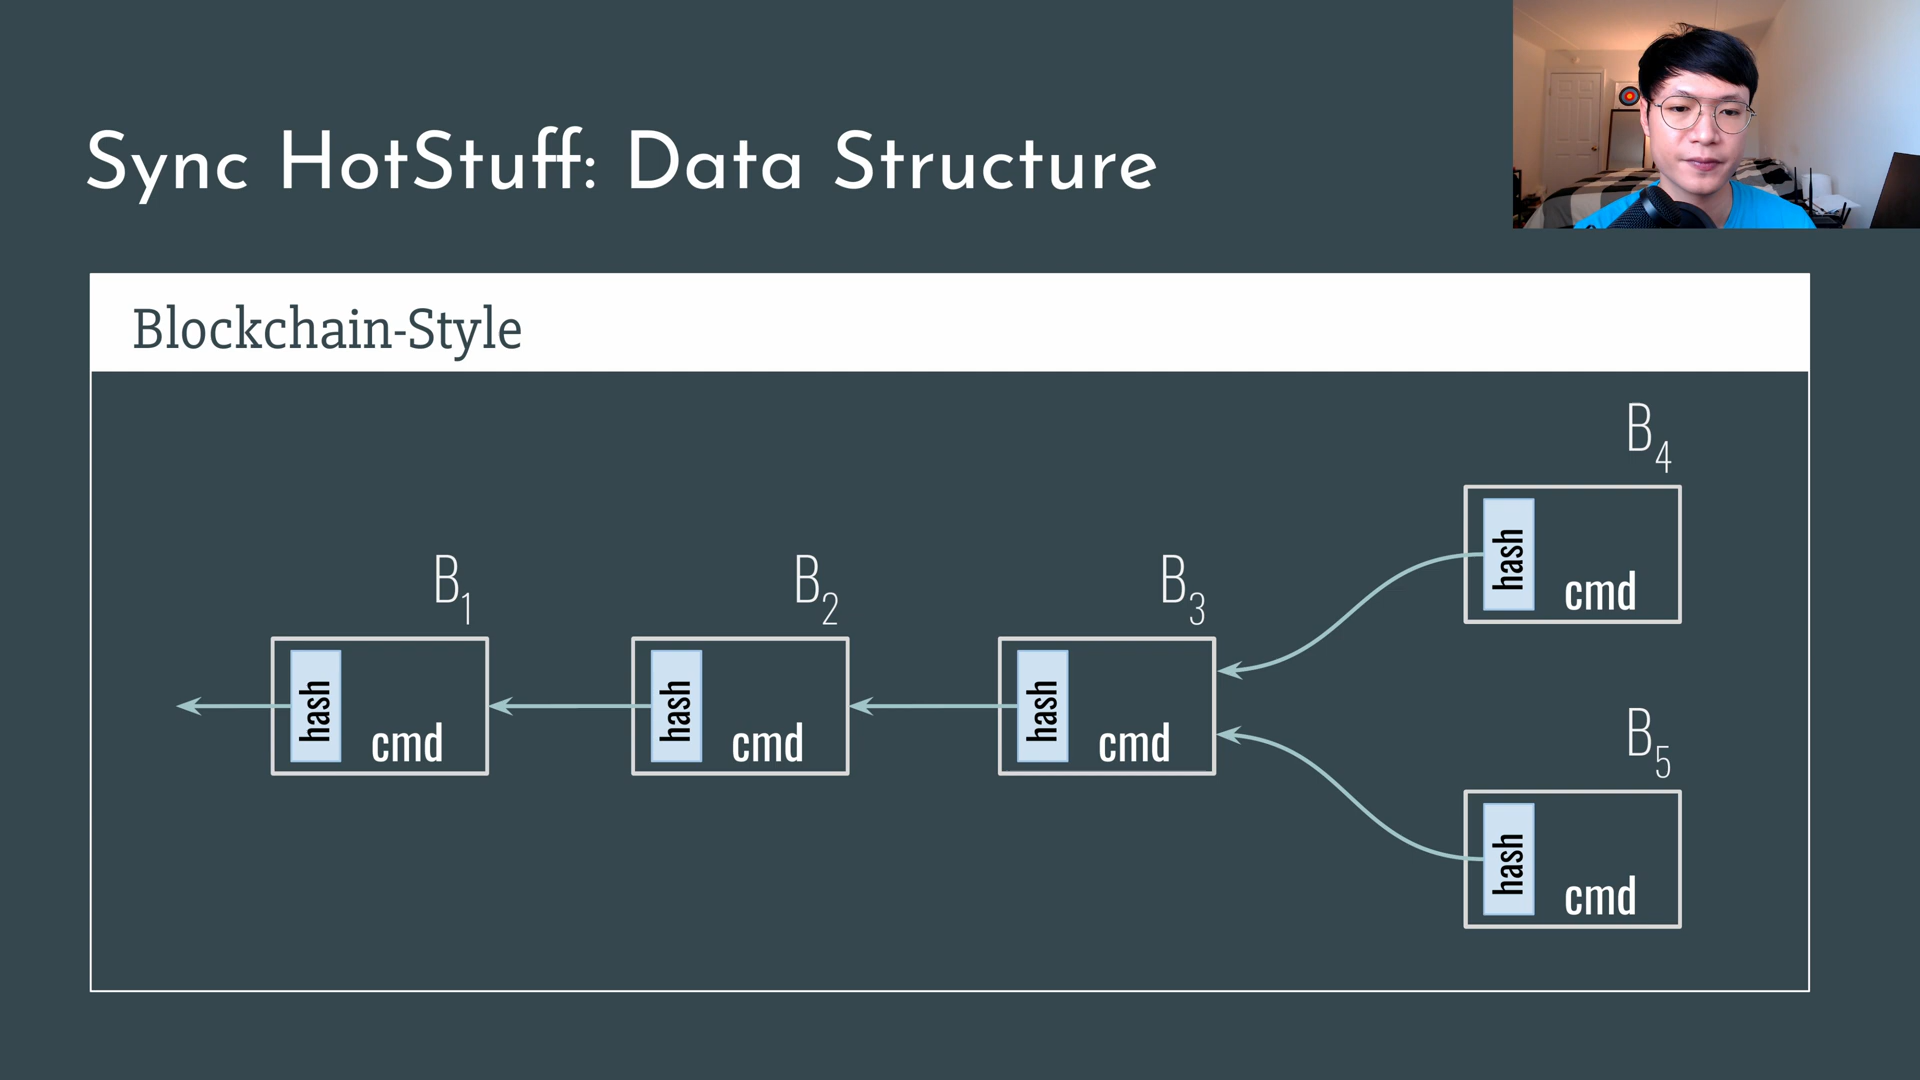 Sync HotStuff: Data Structure
Blockchain-Style
B1
hash
cmd
B2
hash
cmd
B3
hash
cmd
B4
hash
cmd
B5
hash
cmd